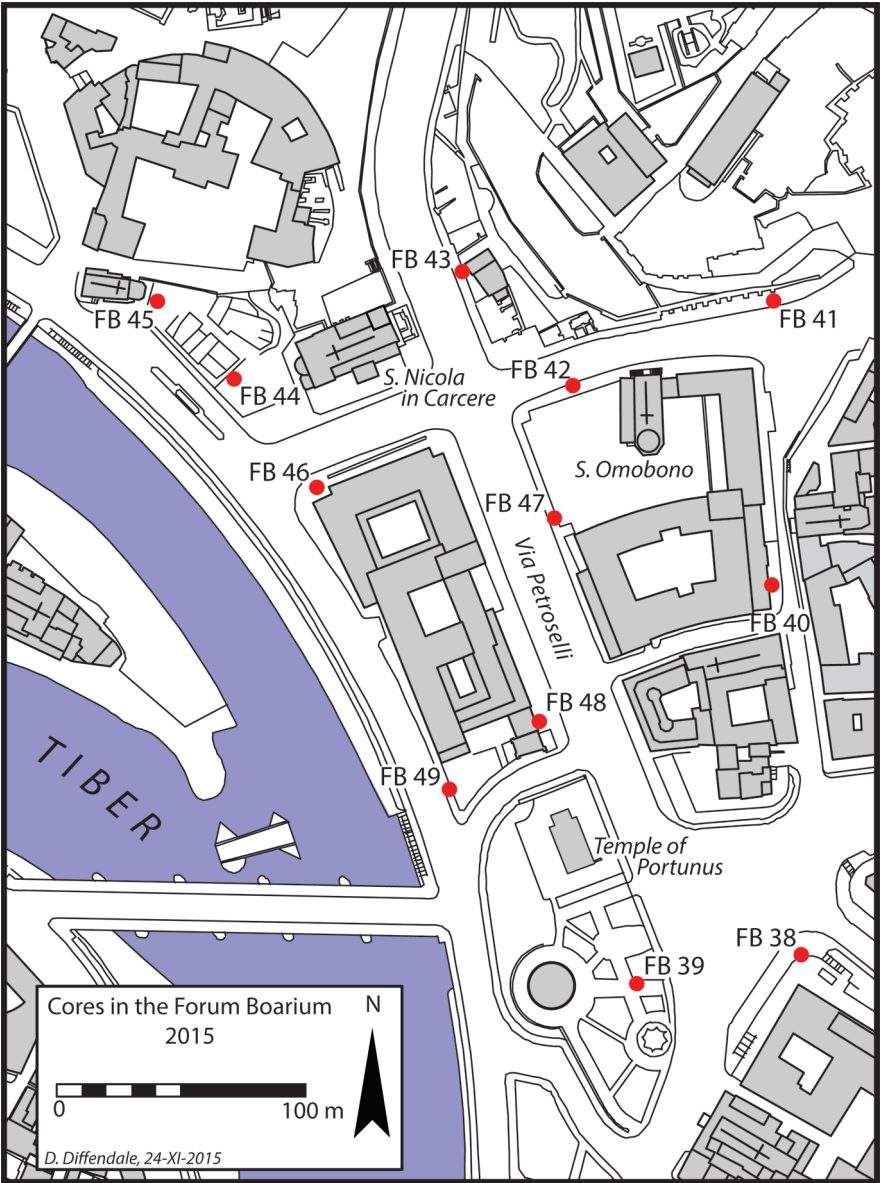 FB 43
FB 45
FB 41
FB 42
FB 44
S. Nicola
in Carcere
FB 46
S. Omobono
FB 47
Via Petroselli
FB 40
FB 48
TIBER
FB 49
Temple of
Portunus
FB 38
FB 39
Cores in the Forum Boarium
2015
N
0
100 m
D. Diffendale, 24-XI-2015